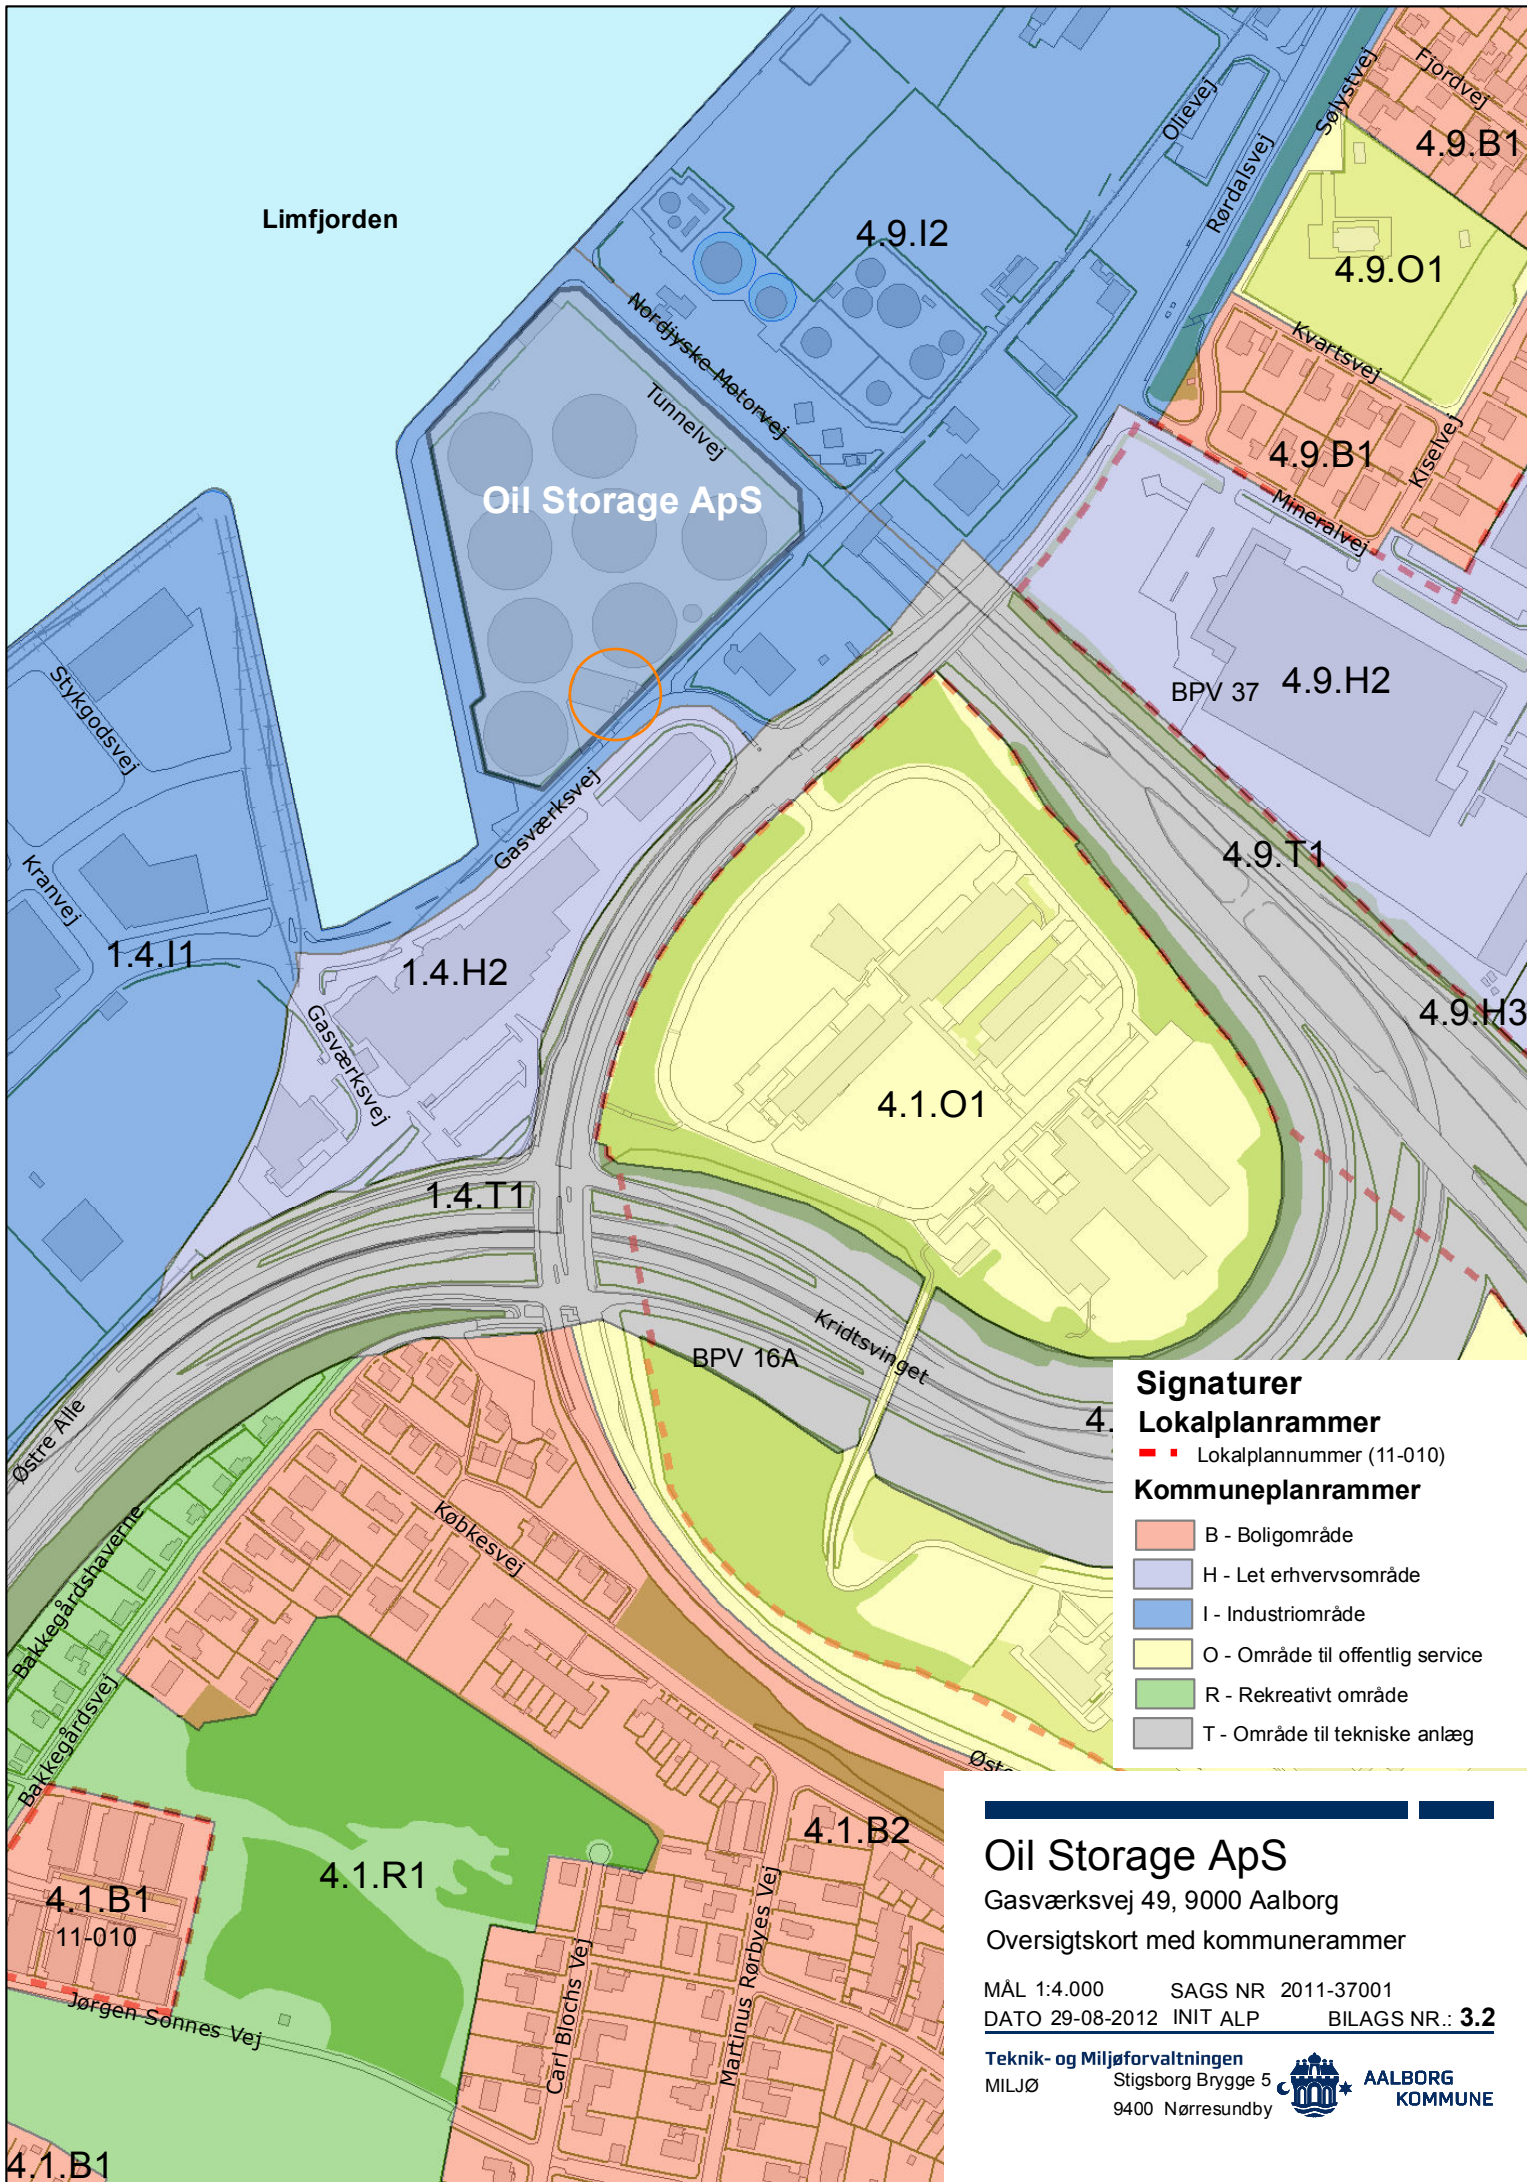 Fjordvej
Sølystvej
Olievej
4.9.B1
Rørdalsvej
Limfjorden
4.9.I2
4.9.O1
Nordjyske Motorvej
Kvartsvej
Tunnelvej
Kiselvej
4.9.B1
Oil Storage ApS
Mineralvej
Stykgodsvej
BPV 37
4.9.H2
Gasværksvej
4.9.T1
Kranvej
1.4.I1
1.4.H2
4.9.H3
Gasværksvej
4.1.O1
1.4.T1
Kridtsvinget
BPV 16A
Østre Alle
4.
Signaturer
Lokalplanrammer
Lokalplannummer (11-010)
Kommuneplanrammer
B - Boligområde
H - Let erhvervsområde
I - Industriområde
O - Område til offentlig service
R - Rekreativt område
T - Område til tekniske anlæg
Købkesvej
Bakkegårdshaverne
Bakkegårdsvej
Øste
4.1.B2
4.1.R1
4.1.B1
11-010
Jørgen Sonnes Vej
Carl Blochs Vej
Martinus Rørbyes Vej
4.1.B1
Oil Storage ApS
Gasværksvej 49, 9000 Aalborg
Oversigtskort med kommunerammer
MÅL 1:4.000 SAGS NR 2011-37001
DATO 29-08-2012 INIT ALP BILAGS NR.: 3.2
Teknik- og Miljøforvaltningen
MILJØ Stigsborg Brygge 5
9400 Nørresundby
AALBORG
KOMMUNE